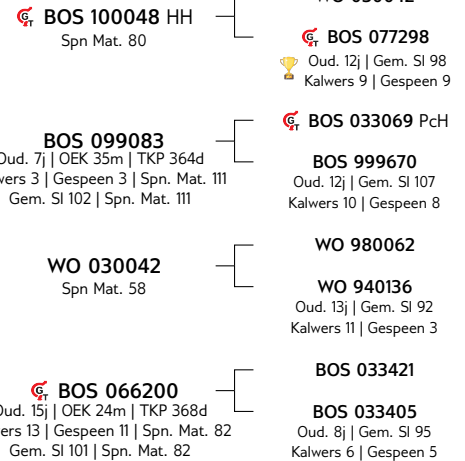 BOS 100048 HH
Spn Mat. 80
BOS 077298
Oud. 12j | Gem. SI 98
Kalwers 9 | Gespeen 9
BOS 099083
Oud. 7j | OEK 35m | TKP 364d
3 | Gespeen 3 | Spn. Mat. 111
Gem. SI 102 | Spn. Mat. 111
BOS 033069 PcH
BOS 999670
Oud. 12j | Gem. SI 107
Kalwers 10 | Gespeen 8
WO 030042
Spn Mat. 58
WO 980062
WO 940136
Oud. 13j | Gem. SI 92
Kalwers 11 | Gespeen 3
BOS 066200
Oud. 15j | OEK 24m | TKP 368d
13 | Gespeen 11 | Spn. Mat. 82
Gem. SI 101 | Spn. Mat. 82
BOS 033421
BOS 033405
Oud. 8j | Gem. SI 95
Kalwers 6 | Gespeen 5